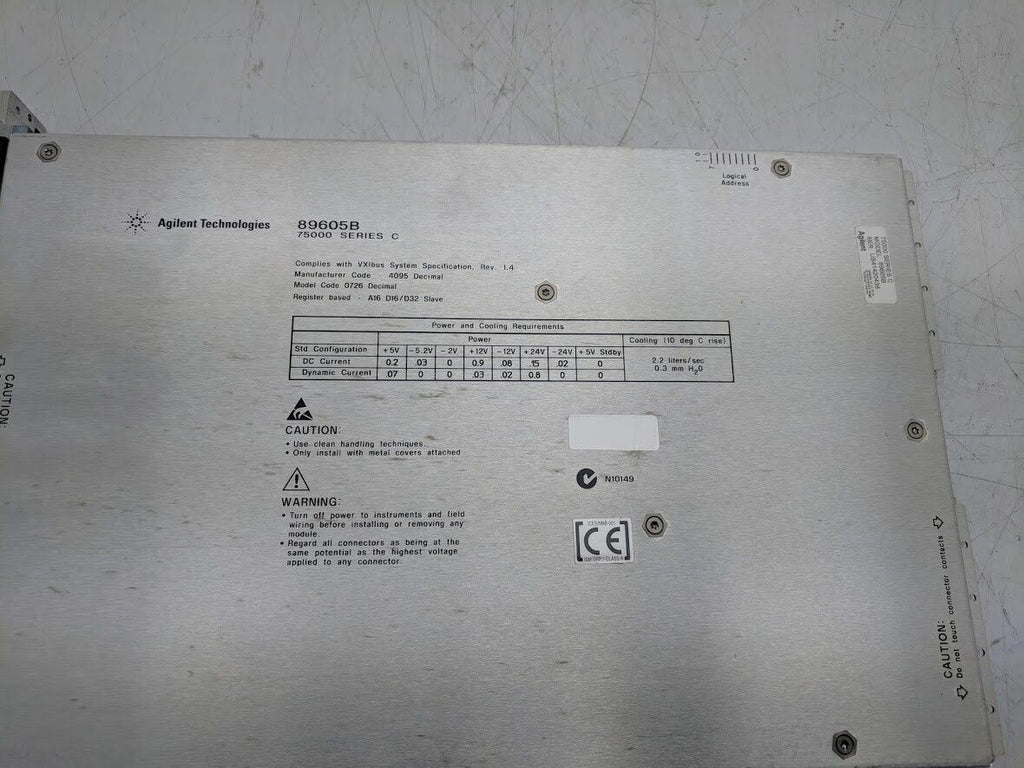 Agilent Technologies
89605B
75000 SERIES C
Complies with VXIbus System Specification, Rev. 1.4
Manufacturer Code - 4095 Decimal
Model Code 0726 Decimal
Register based - A16 D16/D32 Slave
Logical
Address
Power and Cooling Requirements
Power Cooling (10 deg C rise)
Std Configuration +5V -5.2V -2V +12V -12V +24V -24V +5V Stdby
DC Current 0.2 .03 0 0.9 .08 .15 .02 0
Dynamic Current .07 0 0 .03 .02 0.8 0 0
2.2 liters/sec
0.3 mm H2O
CAUTION:
• Use clean handling techniques.
• Only install with metal covers attached
WARNING:
• Turn off power to instruments and field
wiring before installing or removing any
module.
• Regard all connectors as being at the
same potential as the highest voltage
applied to any connector.
N10149
CE
75000 SERIES C
MODEL 89605B
Agilent
CAUTION:
Do not touch connector contacts
CAUTION: